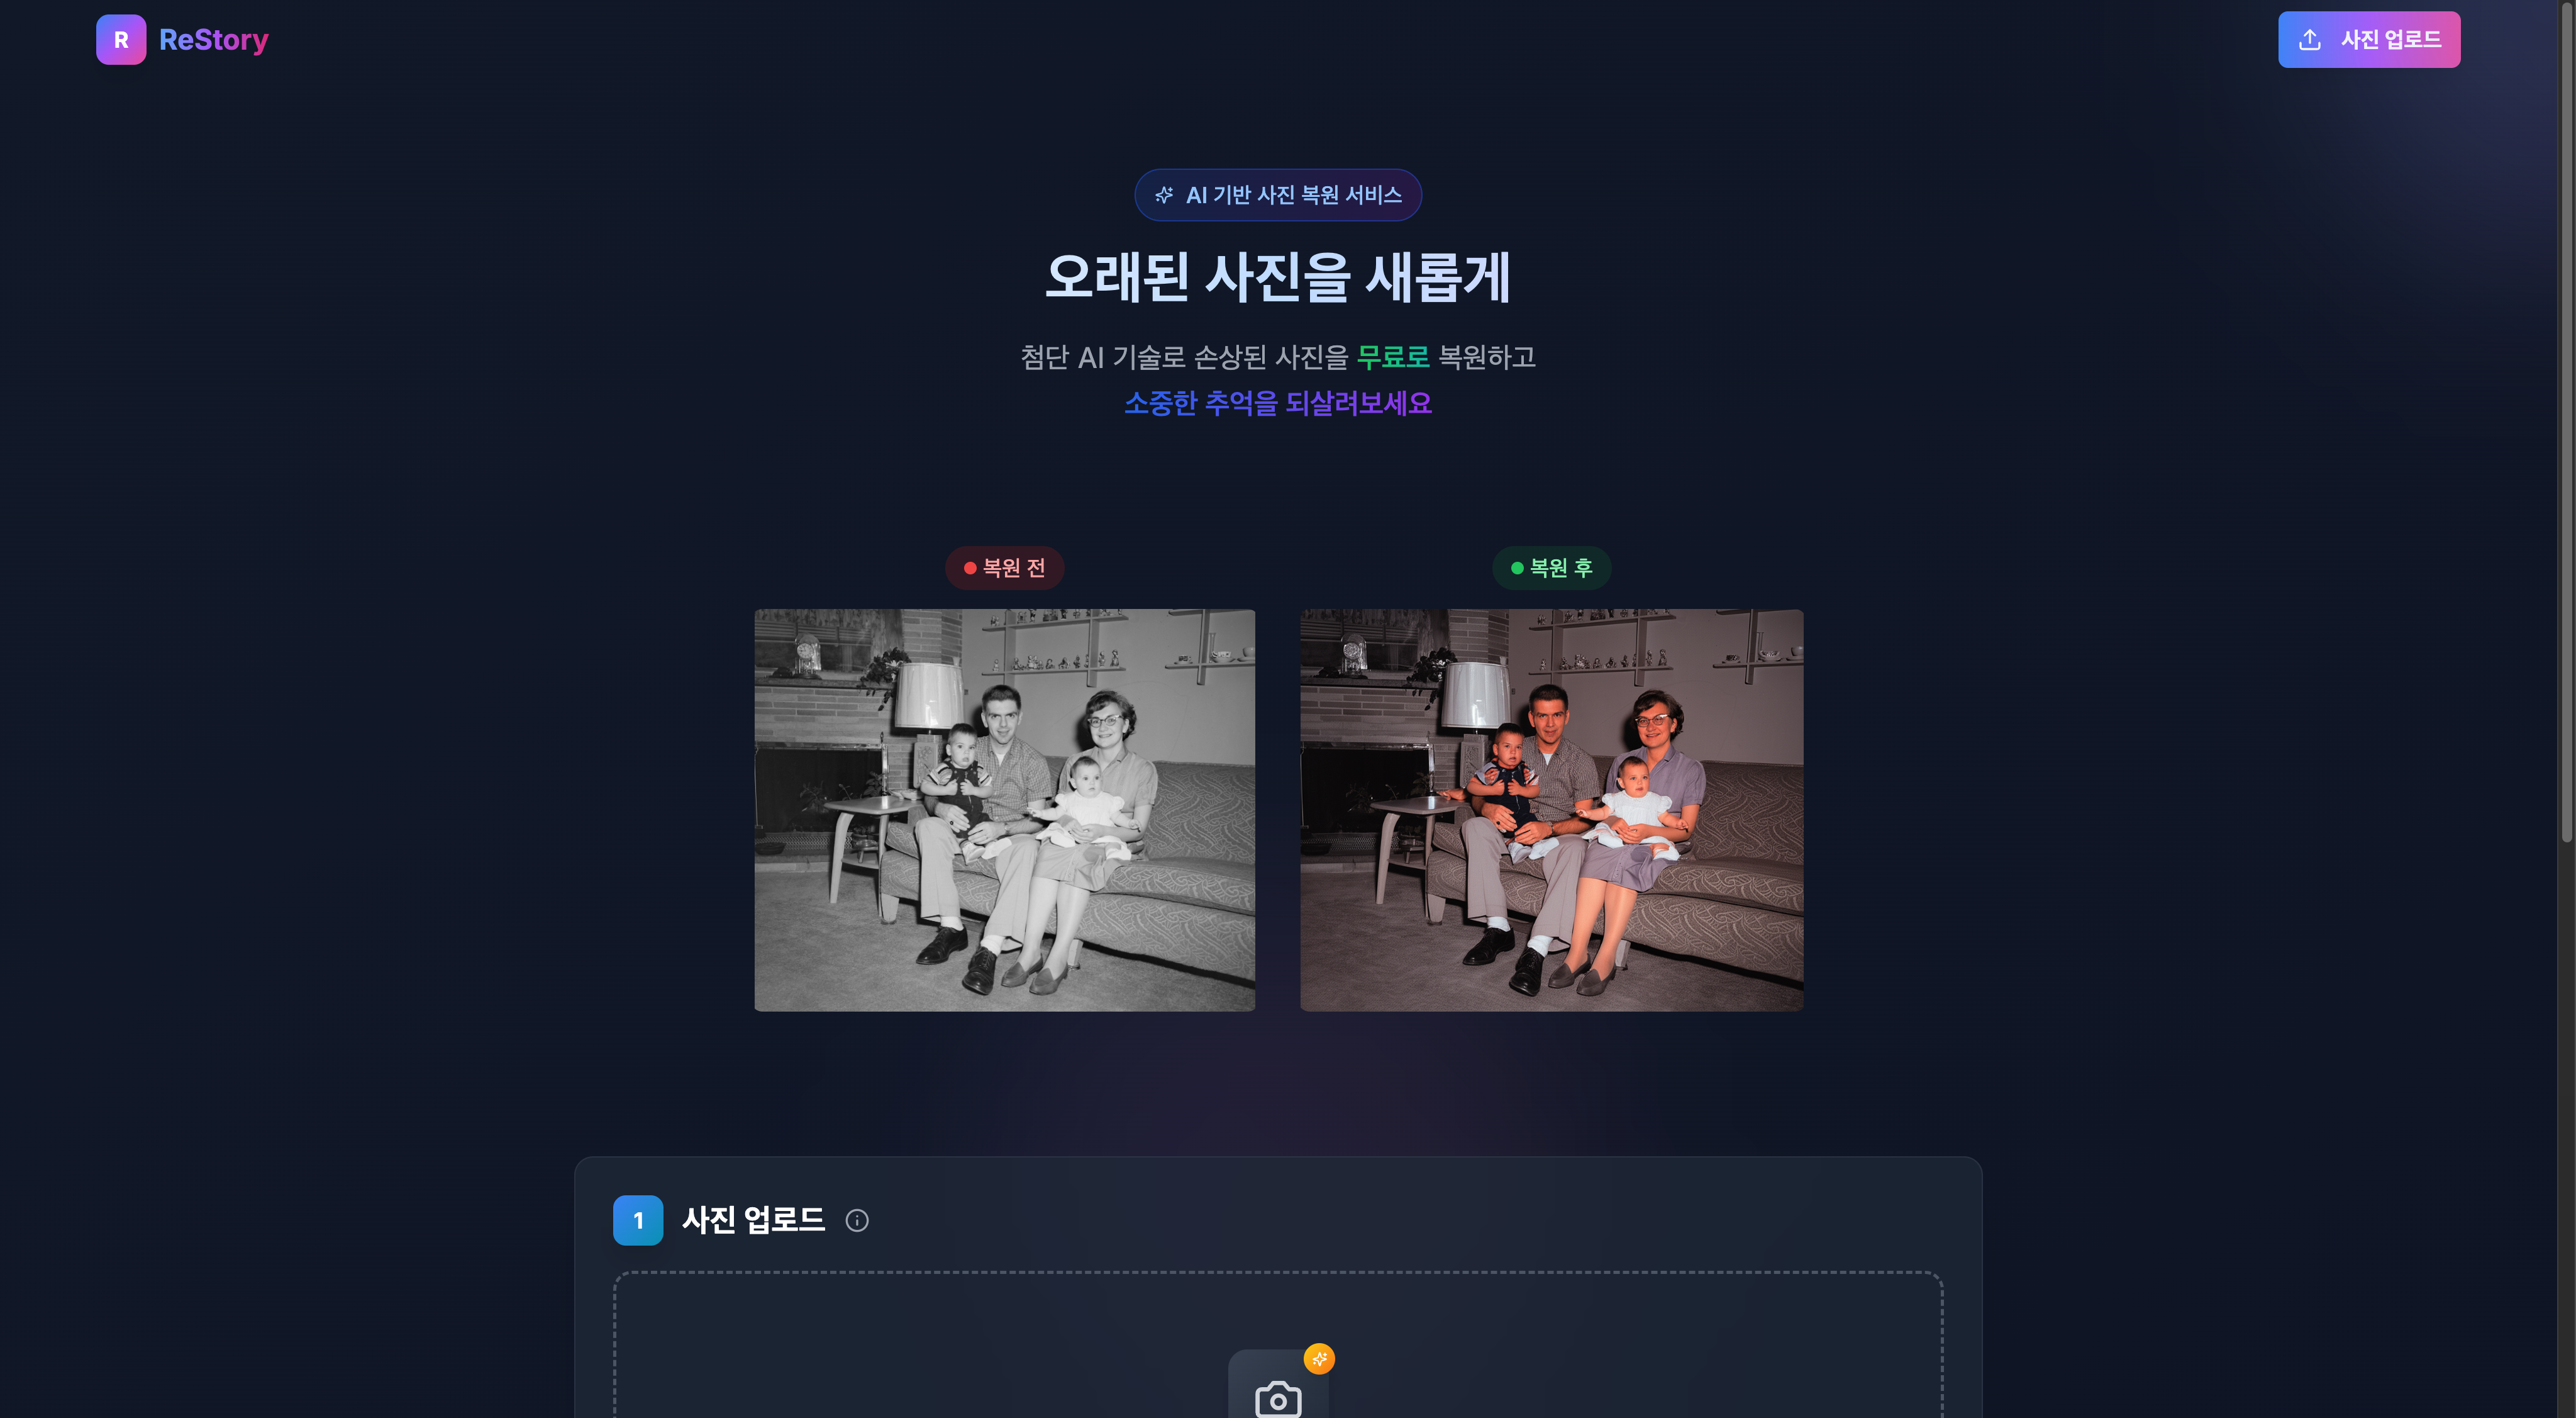 R ReStory
사진 업로드
AI 기반 사진 복원 서비스
오래된 사진을 새롭게
첨단 AI 기술로 손상된 사진을 무료로 복원하고
소중한 추억을 되살려보세요
복원 전
복원 후
1 사진 업로드